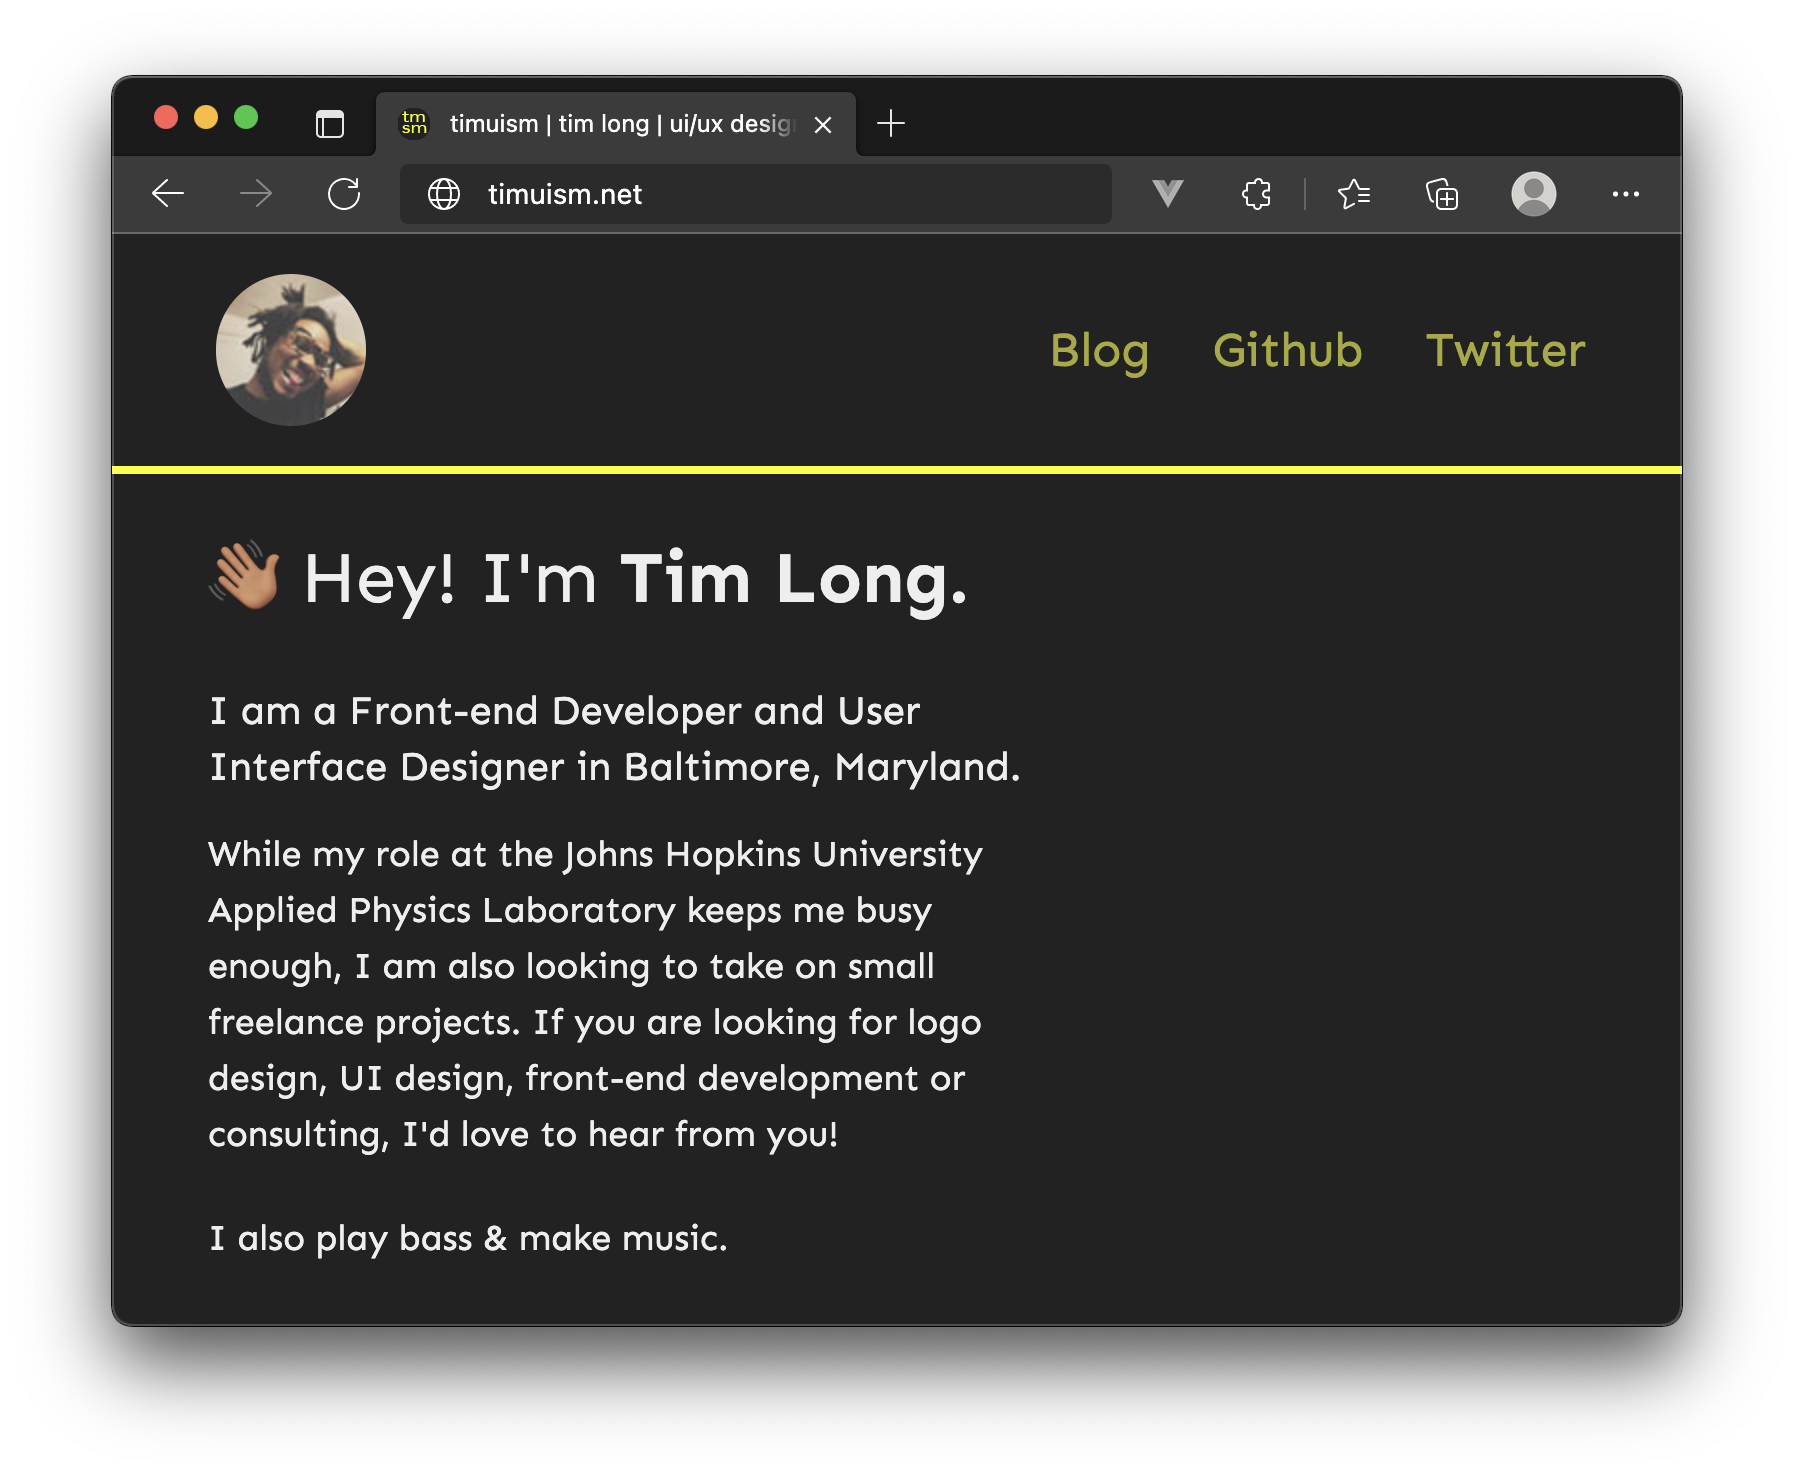 tm
sm
timuism | tim long | ui/ux desig
timuism.net
Blog Github Twitter
👋🏽 Hey! I'm Tim Long.
I am a Front-end Developer and User
Interface Designer in Baltimore, Maryland.
While my role at the Johns Hopkins University
Applied Physics Laboratory keeps me busy
enough, I am also looking to take on small
freelance projects. If you are looking for logo
design, UI design, front-end development or
consulting, I'd love to hear from you!
I also play bass & make music.